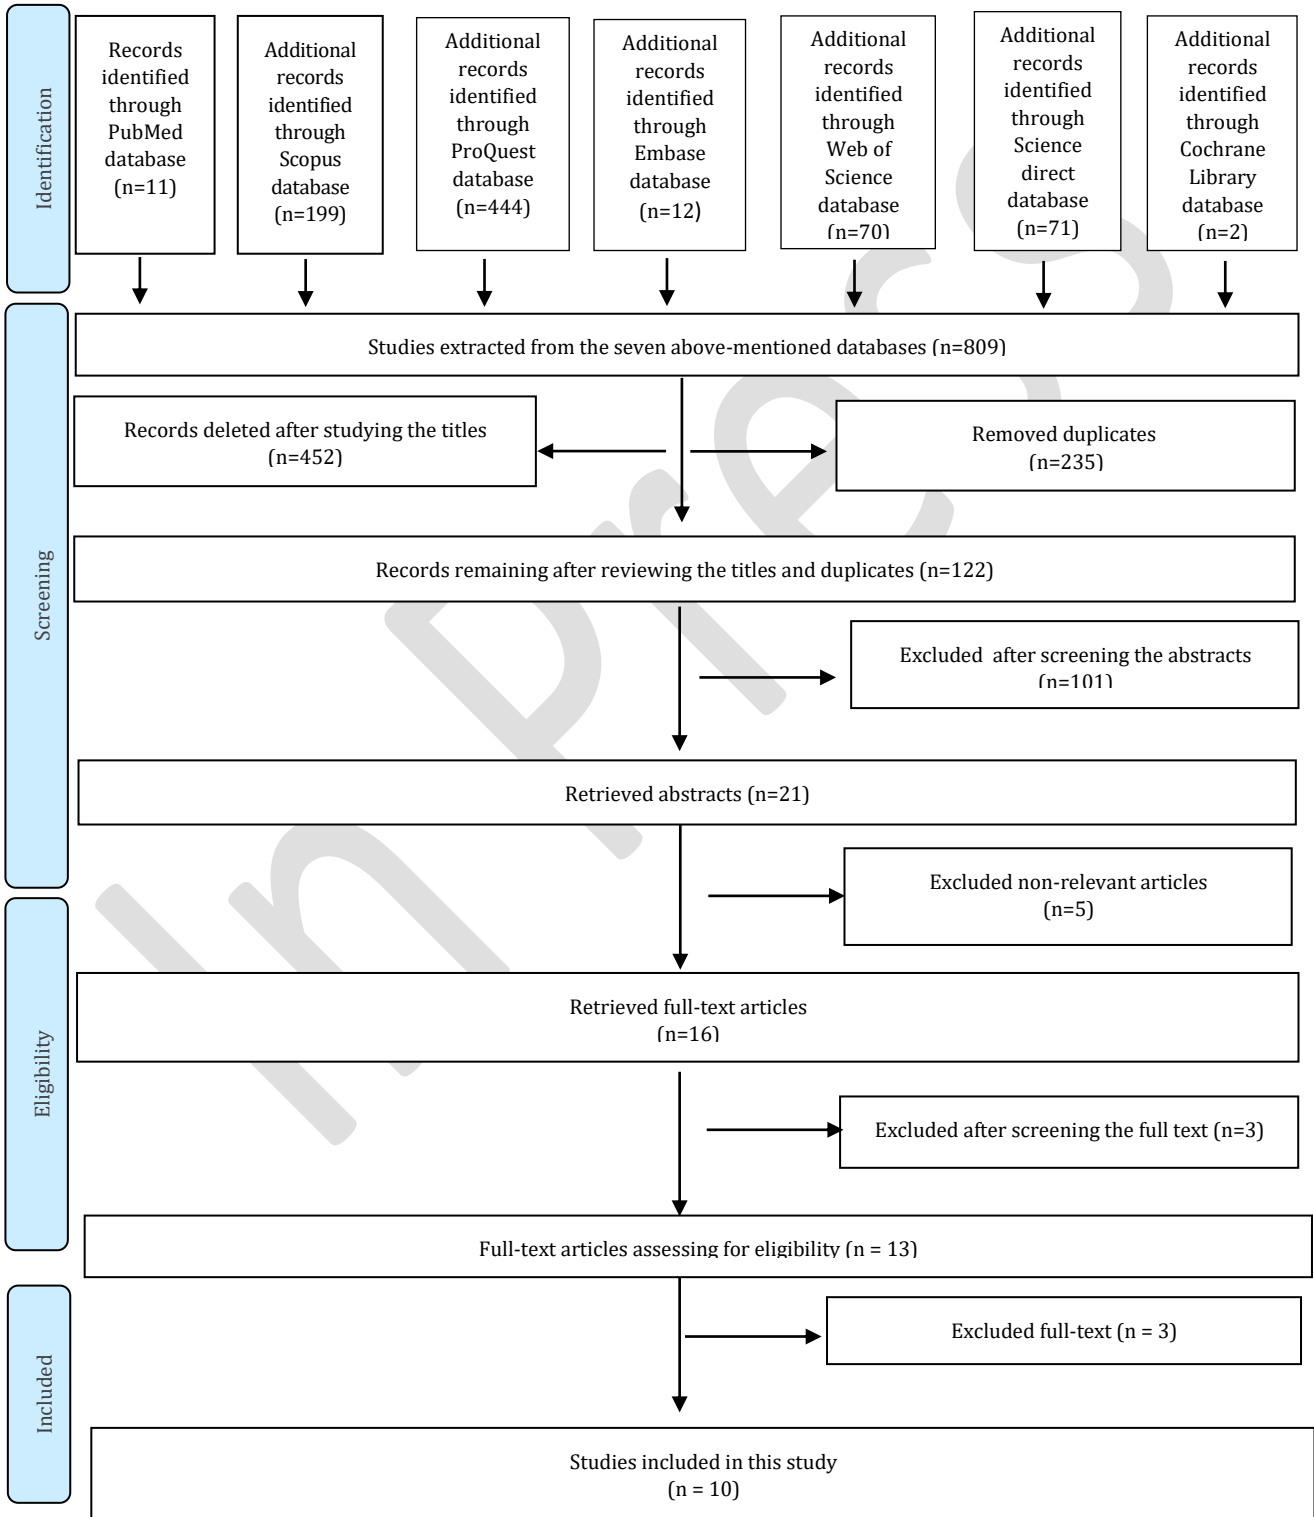 Identification
Records
identified
through
PubMed
database
(n=11)
Additional
records
identified
through
Scopus
database
(n=199)
Additional
records
identified
through
ProQuest
database
(n=444)
Additional
records
identified
through
Embase
database
(n=12)
Additional
records
identified
through
Web of
Science
database
(n=70)
Additional
records
identified
through
Science
direct
database
(n=71)
Additional
records
identified
through
Cochrane
Library
database
(n=2)
Screening
Studies extracted from the seven above-mentioned databases (n=809)
Records deleted after studying the titles
(n=452)
Removed duplicates
(n=235)
Records remaining after reviewing the titles and duplicates (n=122)
Excluded after screening the abstracts
(n=101)
Retrieved abstracts (n=21)
Excluded non-relevant articles
(n=5)
Eligibility
Retrieved full-text articles
(n=16)
Excluded after screening the full text (n=3)
Full-text articles assessing for eligibility (n = 13)
Included
Excluded full-text (n = 3)
Studies included in this study
(n = 10)
In Press